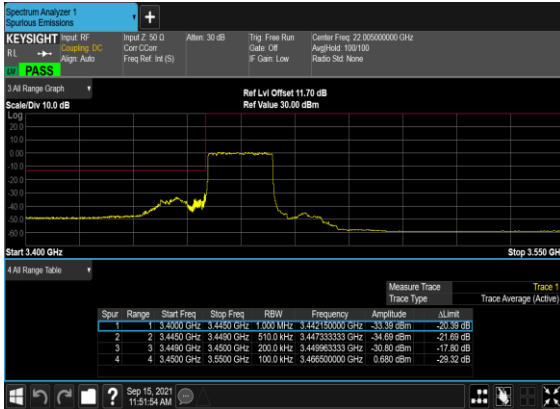 Spectrum Analyzer 1
Spurious Emissions
+
KEYSIGHT Input: RF Input Z: 50 Ω Atten: 30 dB Trig: Free Run Center Freq: 22.005000000 GHz
RL Coupling: DC Corr CCorr Gate: Off Avg|Hold: 100/100
Align: Auto Freq Ref: Int (S) IF Gain: Low Radio Std: None
PASS
3 All Range Graph
Ref Lvl Offset 11.70 dB
Scale/Div 10.0 dB Ref Value 30.00 dBm
Log
20.0
10.0
0.00
-10.0
-20.0
-30.0
-40.0
-50.0
-60.0
Start 3.400 GHz Stop 3.550 GH
4 All Range Table
Measure Trace Trace 1
Trace Type Trace Average (Active)
Spur Range Start Freq Stop Freq RBW Frequency Amplitude ΔLimit
1 1 3.4000 GHz 3.4450 GHz 1.000 MHz 3.442150000 GHz -33.39 dBm -20.39 dB
2 2 3.4450 GHz 3.4490 GHz 510.0 kHz 3.447333333 GHz -34.69 dBm -21.69 dB
3 3 3.4490 GHz 3.4500 GHz 200.0 kHz 3.449963333 GHz -30.80 dBm -17.80 dB
4 4 3.4500 GHz 3.5500 GHz 100.0 kHz 3.466500000 GHz 0.680 dBm -29.32 dB
?
Sep 15, 2021
11:51:54 AM